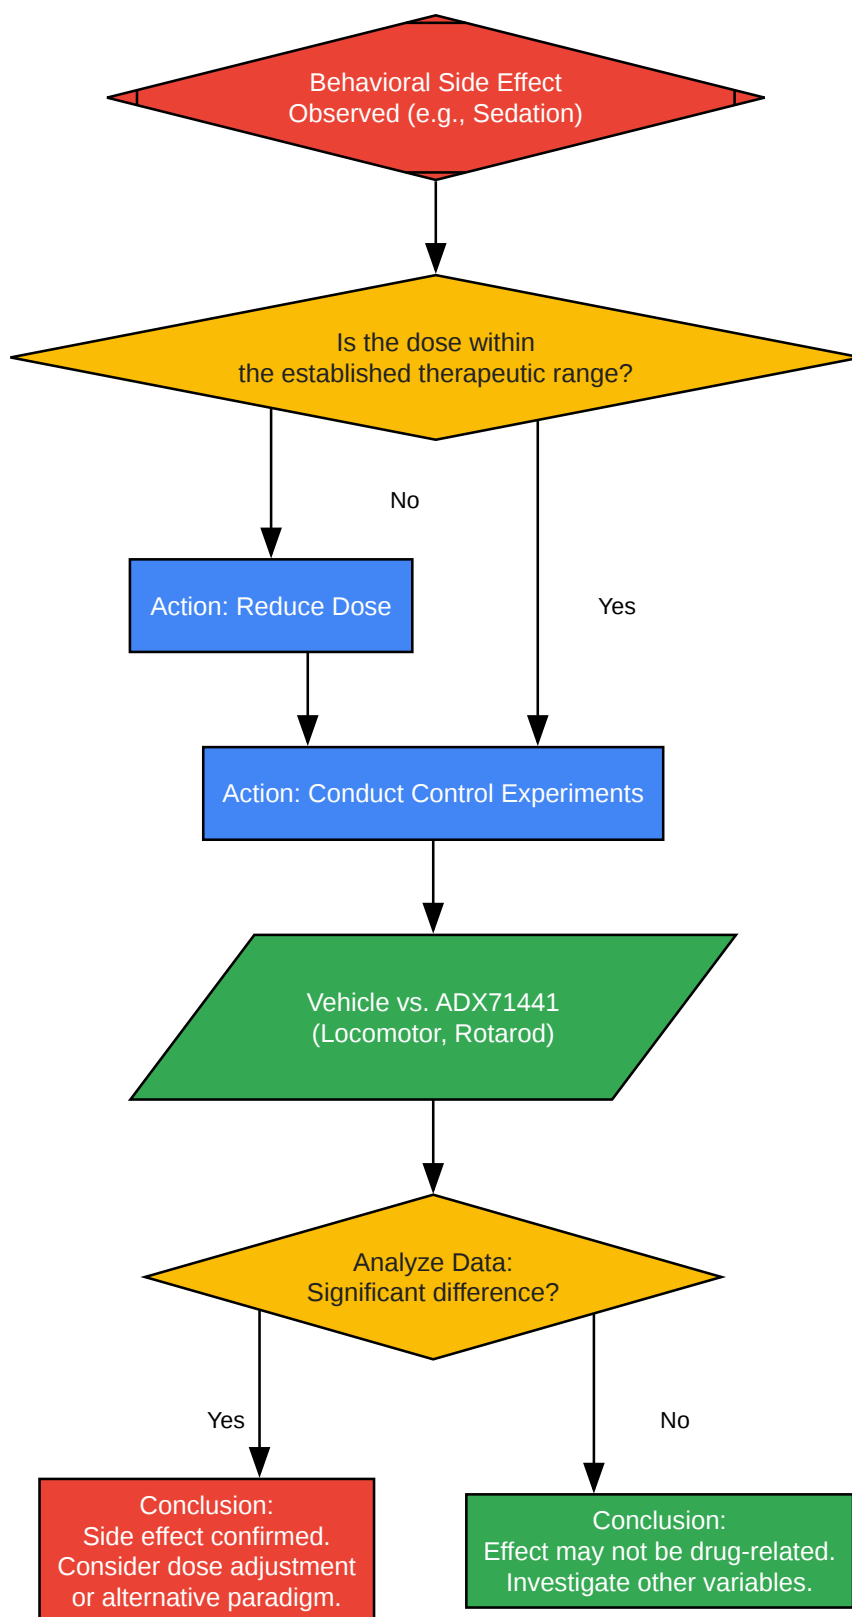 Behavioral Side Effect
Observed (e.g., Sedation)
Is the dose within
the established therapeutic range?
No
Action: Reduce Dose
Yes
Action: Conduct Control Experiments
Vehicle vs. ADX71441
(Locomotor, Rotarod)
Analyze Data:
Significant difference?
Yes
No
Conclusion:
Side effect confirmed.
Consider dose adjustment
or alternative paradigm.
Conclusion:
Effect may not be drug-related.
Investigate other variables.